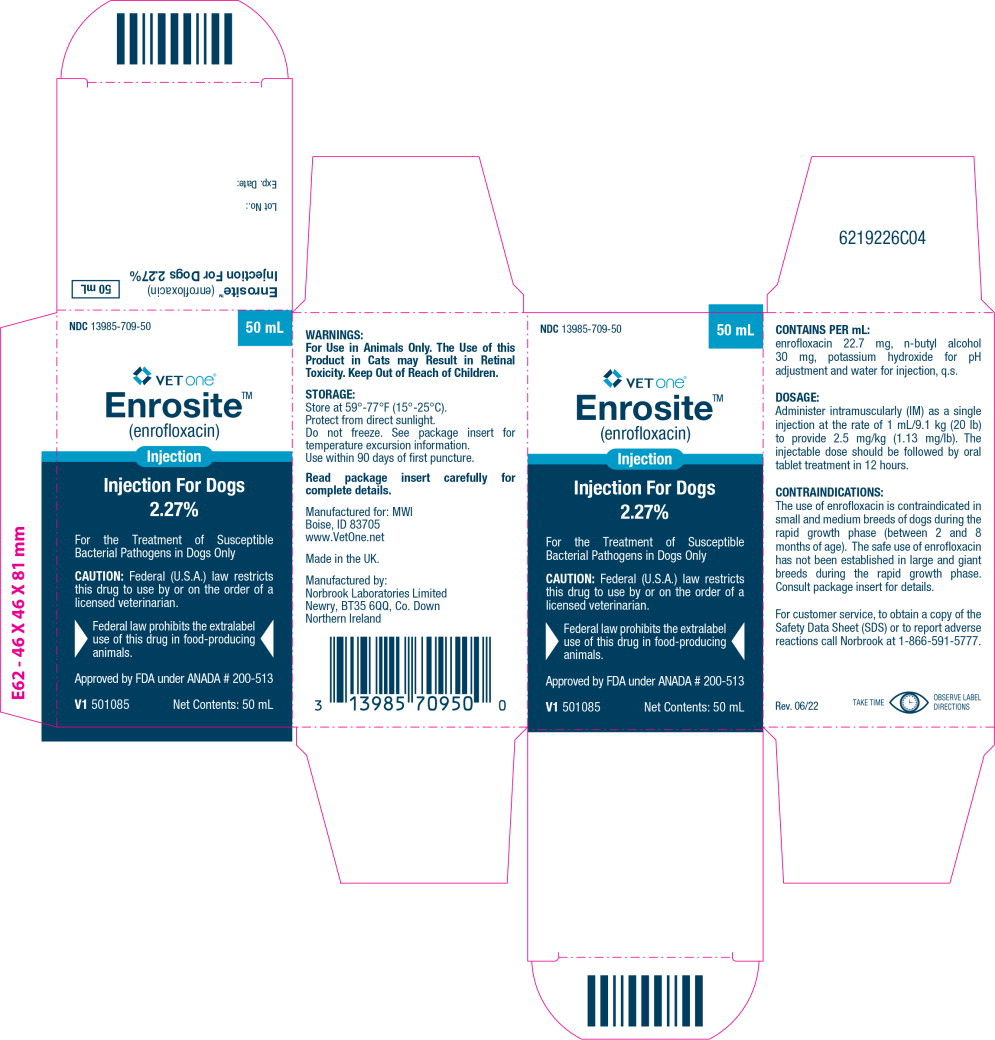 Exp. Date:
Lot No.:
Enrosite™ (enrofloxacin)
Injection For Dogs 2.27%
50 mL
E62 - 46 X 46 X 81 mm
NDC 13985-709-50
50 mL
VET ONE®
Enrosite™
(enrofloxacin)
Injection
Injection For Dogs
2.27%
For the Treatment of Susceptible
Bacterial Pathogens in Dogs Only
CAUTION: Federal (U.S.A.) law restricts
this drug to use by or on the order of a
licensed veterinarian.
Federal law prohibits the extralabel
use of this drug in food-producing
animals.
Approved by FDA under ANADA # 200-513
V1 501085 Net Contents: 50 mL
WARNINGS:
For Use in Animals Only. The Use of this
Product in Cats may Result in Retinal
Toxicity. Keep Out of Reach of Children.
STORAGE:
Store at 59°-77°F (15°-25°C).
Protect from direct sunlight.
Do not freeze. See package insert for
temperature excursion information.
Use within 90 days of first puncture.
Read package insert carefully for
complete details.
Manufactured for: MWI
Boise, ID 83705
www.VetOne.net
Made in the UK.
Manufactured by:
Norbrook Laboratories Limited
Newry, BT35 6QQ, Co. Down
Northern Ireland
3 13985 70950 0
NDC 13985-709-50
50 mL
VET ONE®
Enrosite™
(enrofloxacin)
Injection
Injection For Dogs
2.27%
For the Treatment of Susceptible
Bacterial Pathogens in Dogs Only
CAUTION: Federal (U.S.A.) law restricts
this drug to use by or on the order of a
licensed veterinarian.
Federal law prohibits the extralabel
use of this drug in food-producing
animals.
Approved by FDA under ANADA # 200-513
V1 501085 Net Contents: 50 mL
6219226C04
CONTAINS PER mL:
enrofloxacin 22.7 mg, n-butyl alcohol
30 mg, potassium hydroxide for pH
adjustment and water for injection, q.s.
DOSAGE:
Administer intramuscularly (IM) as a single
injection at the rate of 1 mL/9.1 kg (20 lb)
to provide 2.5 mg/kg (1.13 mg/lb). The
injectable dose should be followed by oral
tablet treatment in 12 hours.
CONTRAINDICATIONS:
The use of enrofloxacin is contraindicated in
small and medium breeds of dogs during the
rapid growth phase (between 2 and 8
months of age). The safe use of enrofloxacin
has not been established in large and giant
breeds during the rapid growth phase.
Consult package insert for details.
For customer service, to obtain a copy of the
Safety Data Sheet (SDS) or to report adverse
reactions call Norbrook at 1-866-591-5777.
Rev. 06/22
TAKE TIME
OBSERVE LABEL
DIRECTIONS